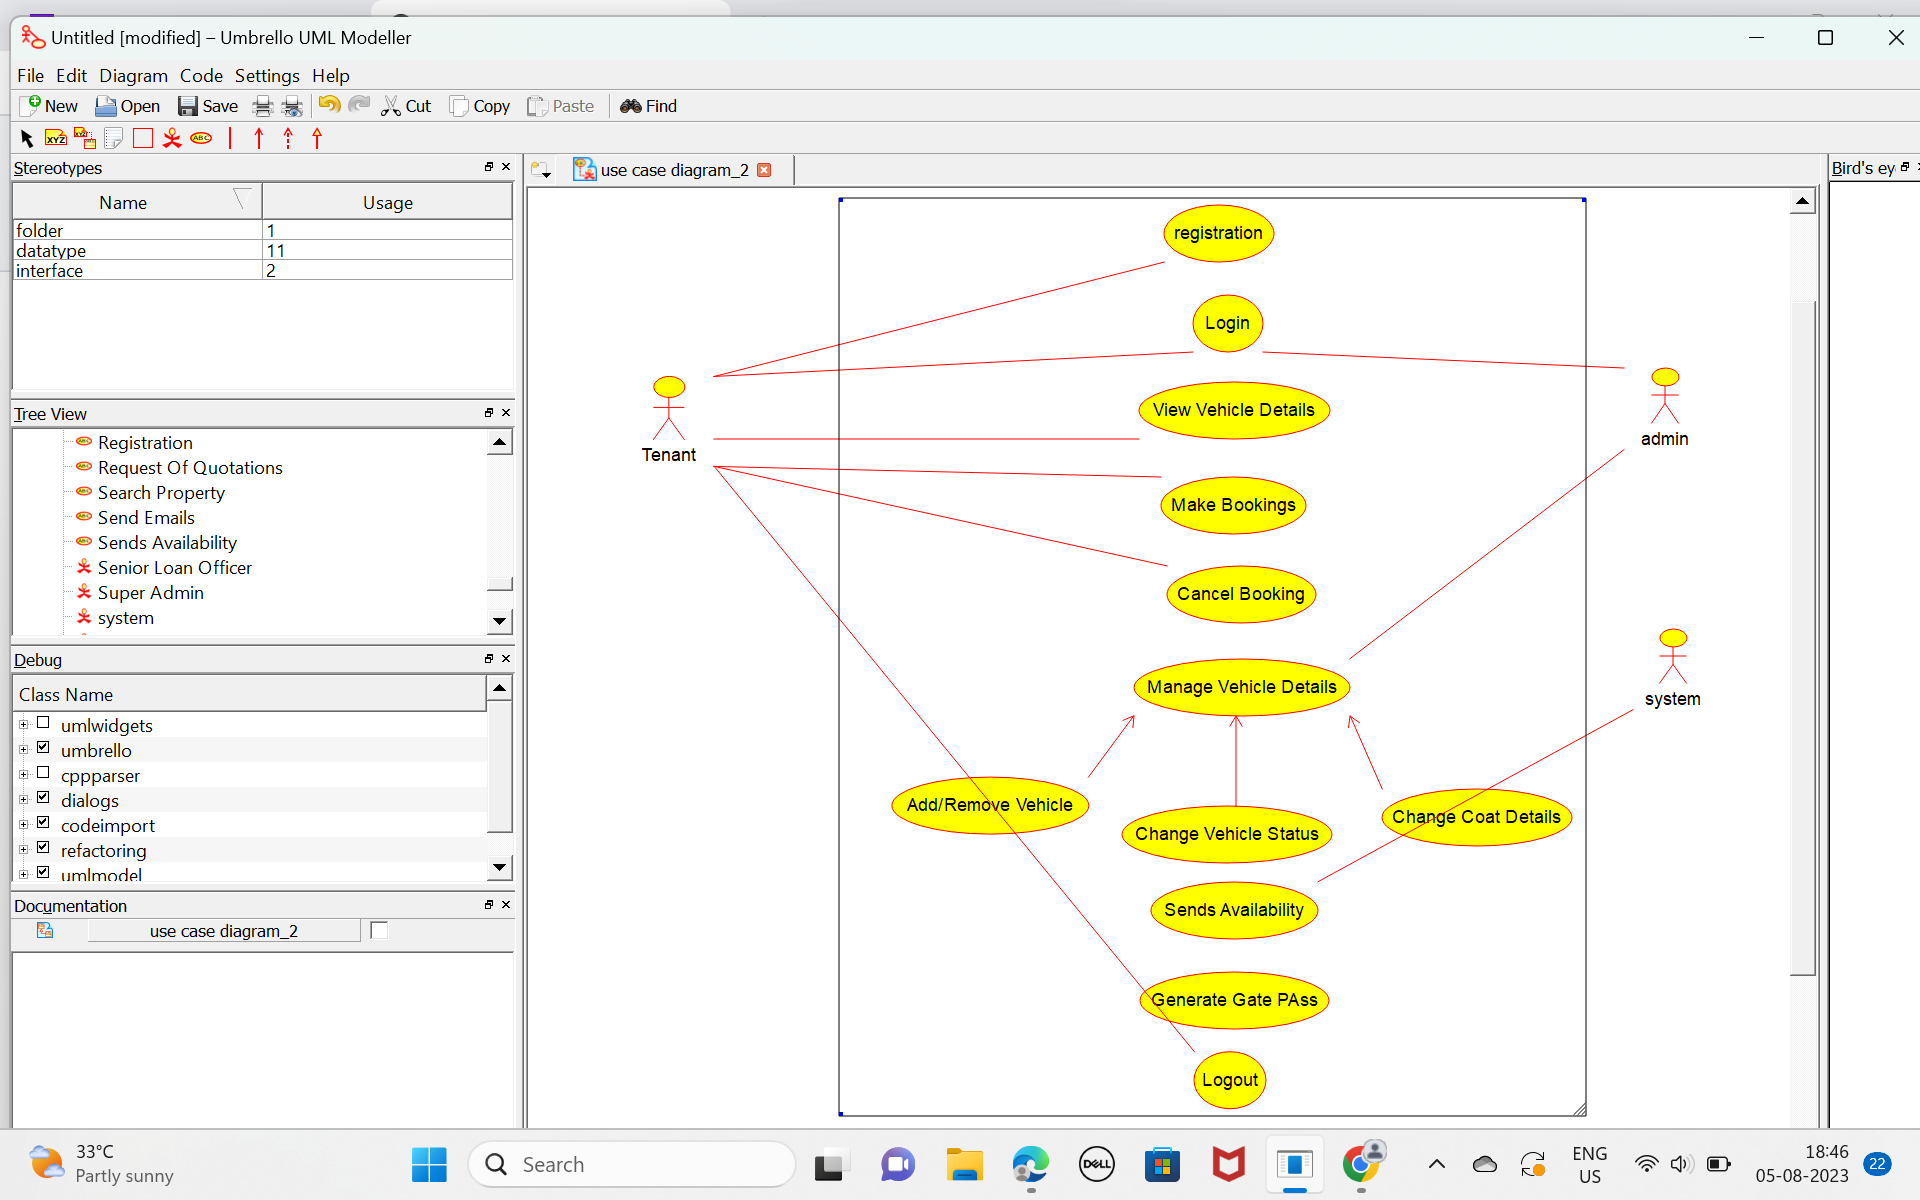 Untitled [modified] – Umbrello UML Modeller
File Edit Diagram Code Settings Help
New Open Save Cut Copy Paste Find
XYZ XYZ ABC
Stereotypes
use case diagram_2
Bird's ey
Name Usage
folder 1
datatype 11
interface 2
Tree View
Registration
Request Of Quotations
Search Property
Send Emails
Sends Availability
Senior Loan Officer
Super Admin
system
Debug
Class Name
umlwidgets
umbrello
cppparser
dialogs
codeimport
refactoring
umlmodel
Documentation
use case diagram_2
registration
Login
View Vehicle Details
Tenant
admin
Make Bookings
Cancel Booking
Manage Vehicle Details
system
Add/Remove Vehicle
Change Vehicle Status
Change Coat Details
Sends Availability
Generate Gate PAss
Logout
33°C
Partly sunny
Search
DELL
ENG
US
18:46
05-08-2023
22